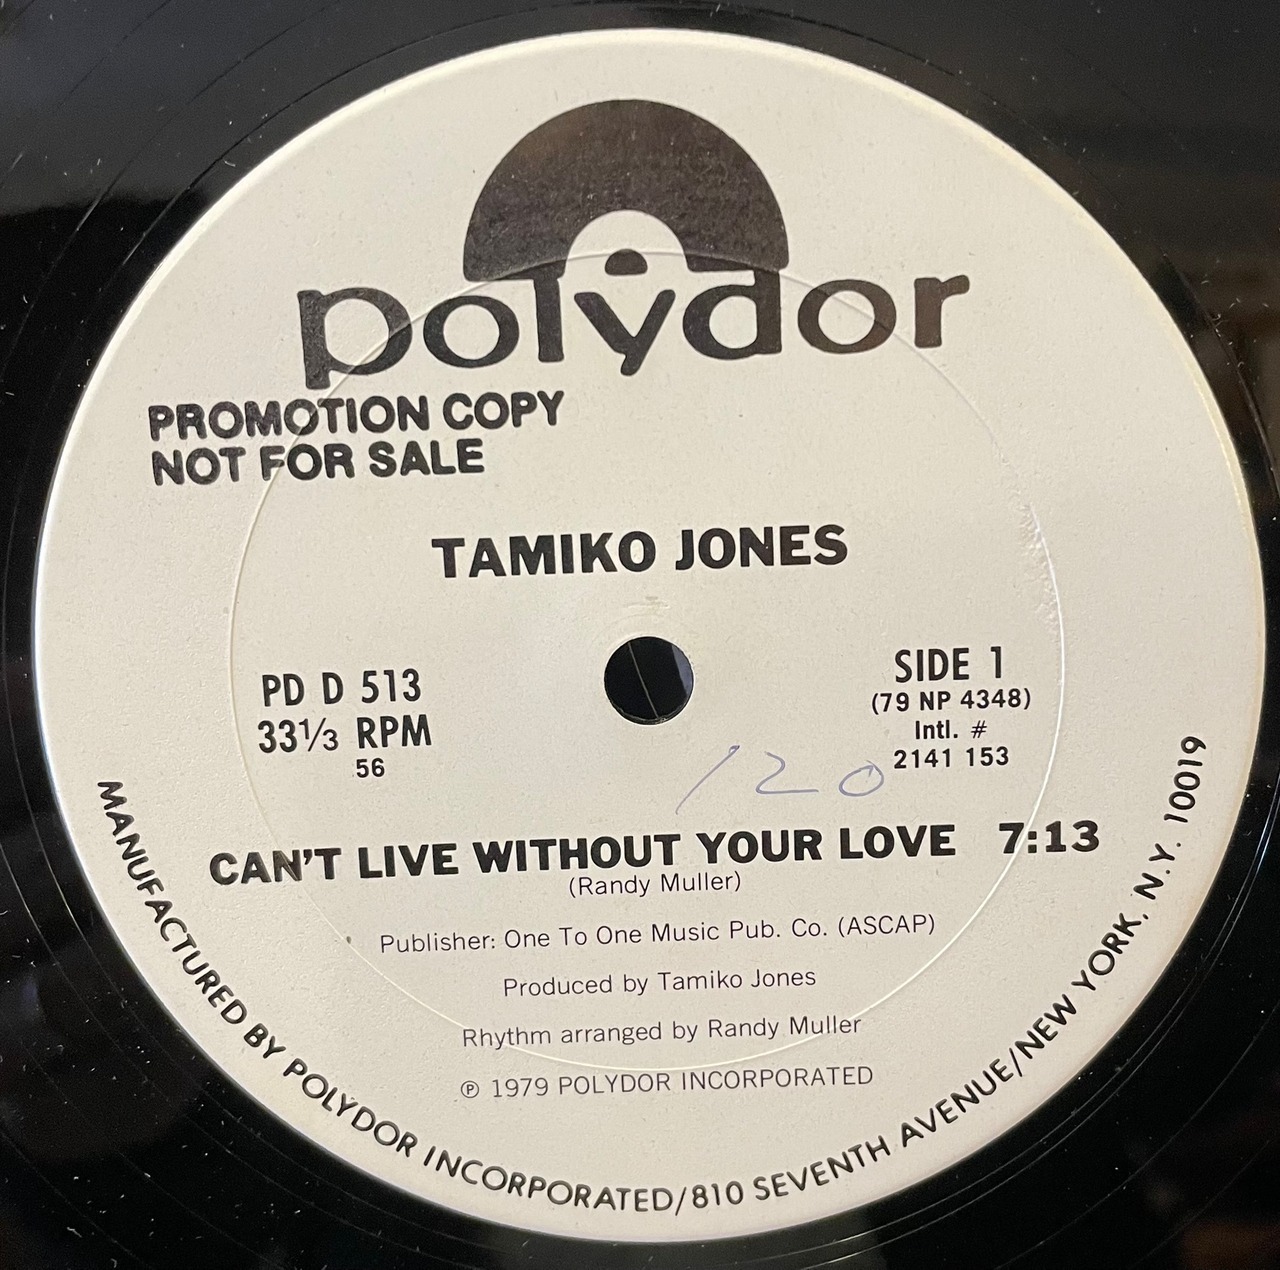 polydor
PROMOTION COPY
NOT FOR SALE
TAMIKO JONES
PD D 513
33⅓ RPM
56
SIDE 1
(79 NP 4348)
Intl. #
2141 153
120
CAN'T LIVE WITHOUT YOUR LOVE 7:13
(Randy Muller)
Publisher: One To One Music Pub. Co. (ASCAP)
Produced by Tamiko Jones
Rhythm arranged by Randy Muller
℗ 1979 POLYDOR INCORPORATED
MANUFACTURED BY POLYDOR INCORPORATED/810 SEVENTH AVENUE/NEW YORK, N.Y. 10019